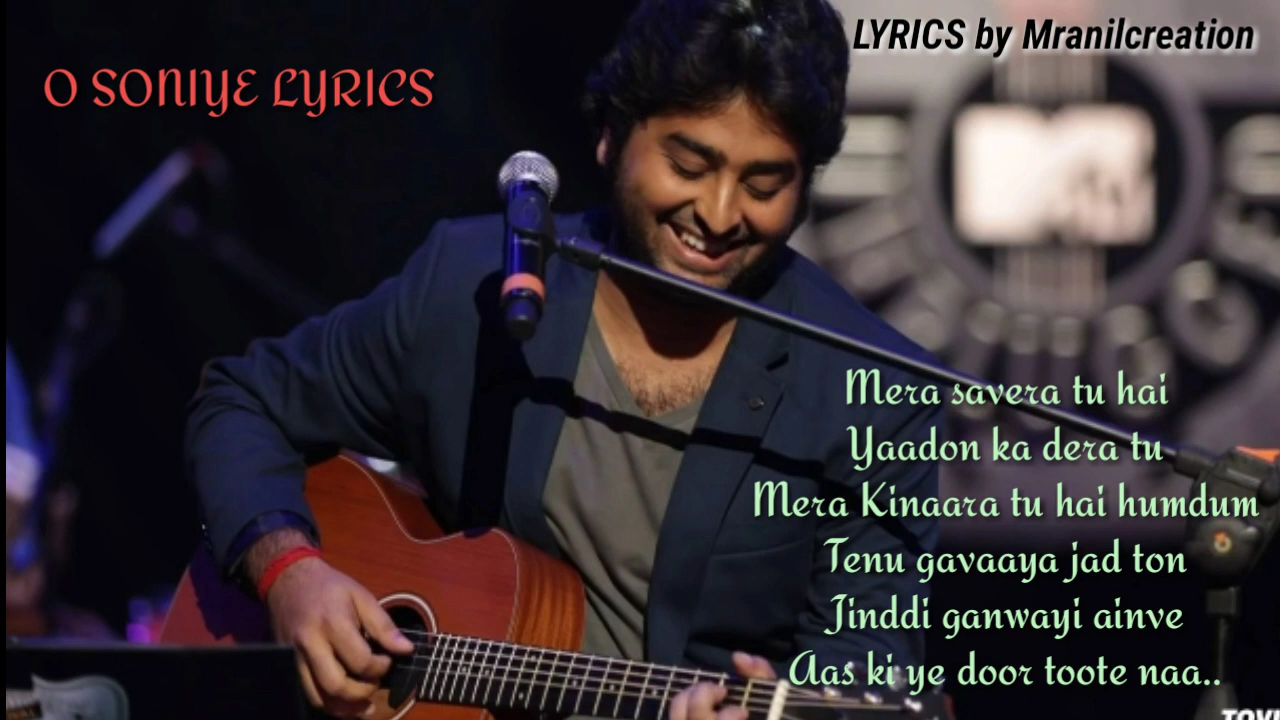 LYRICS by Mranilcreation
O SONIYE LYRICS
Mera savera tu hai
Yaadon ka dera tu
Mera Kinaara tu hai humdum
Tenu gavaaya jad ton
Jinddi ganwayi ainve
Aas ki ye door toote naa..